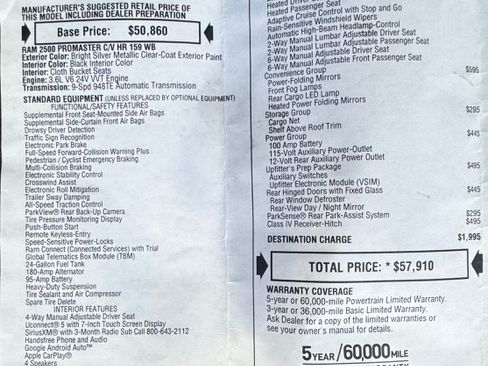 MANUFACTURER'S SUGGESTED RETAIL PRICE OF
THIS MODEL INCLUDING DEALER PREPARATION
Base Price: $50,860
RAM 2500 PROMASTER C/V HR 159 WB
Exterior Color: Bright Silver Metallic Clear-Coat Exterior Paint
Interior Color: Black Interior Color
Interior: Cloth Bucket Seats
Engine: 3.6L V6 24V VVT Engine
Transmission: 9-Spd 948TE Automatic Transmission
STANDARD EQUIPMENT (UNLESS REPLACED BY OPTIONAL EQUIPMENT)
FUNCTIONAL/SAFETY FEATURES
Supplemental Front Seat-Mounted Side Air Bags
Supplemental Side-Curtain Front Air Bags
Drowsy Driver Detection
Traffic Sign Recognition
Electronic Park Brake
Full-Speed Forward-Collision Warning Plus
Pedestrian / Cyclist Emergency Braking
Multi-Collision Braking
Electronic Stability Control
Crosswind Assist
Electronic Roll Mitigation
Trailer Sway Damping
All-Speed Traction Control
ParkView® Rear Back-Up Camera
Tire Pressure Monitoring Display
Push-Button Start
Remote Keyless-Entry
Speed-Sensitive Power-Locks
Ram Connect (Connected Services) with Trial
Global Telematics Box Module (TBM)
24-Gallon Fuel Tank
180-Amp Alternator
95-Amp Battery
Heavy-Duty Suspension
Tire Sealant and Air Compressor
Spare Tire Delete
INTERIOR FEATURES
4-Way Manual Adjustable Driver Seat
Uconnect® 5 with 7-Inch Touch Screen Display
SiriusXM® with 3-Month Radio Sub Call 800-643-2112
Handsfree Phone and Audio
Google Android Auto™
Apple CarPlay®
4 Speakers
Heated Driver
Heated Passenger Seat
Adaptive Cruise Control with Stop and Go
Rain-Sensitive Windshield Wipers
Automatic High-Beam Headlamp-Control
2-Way Manual Lumbar Adjustable Driver Seat
2-Way Manual Lumbar Adjustable Passenger Seat
6-Way Manual Adjustable Driver Seat
6-Way Manual Adjustable Front Passenger Seat
Convenience Group $595
Power-Folding Mirrors
Front Fog Lamps
Rear Cargo LED Lamp
Heated Power Folding Mirrors
Storage Group $295
Cargo Net
Shelf Above Roof Trim
Power Group $445
100 Amp Battery
115-Volt Auxiliary Power-Outlet
12-Volt Rear Auxiliary Power Outlet
Upfitter's Prep Package $495
Auxiliary Switches
Upfitter Electronic Module (VSIM)
Rear Hinged Doors with Fixed Glass $445
Rear Window Defroster
Rear-View Day / Night Mirror
ParkSense® Rear Park-Assist System $295
Class IV Receiver-Hitch $495
DESTINATION CHARGE $1,995
TOTAL PRICE: * $57,910
WARRANTY COVERAGE
5-year or 60,000-mile Powertrain Limited Warranty.
3-year or 36,000-mile Basic Limited Warranty.
Ask Dealer for a copy of the limited warranties or
see your owner's manual for details.
5 YEAR/60,000 MILE